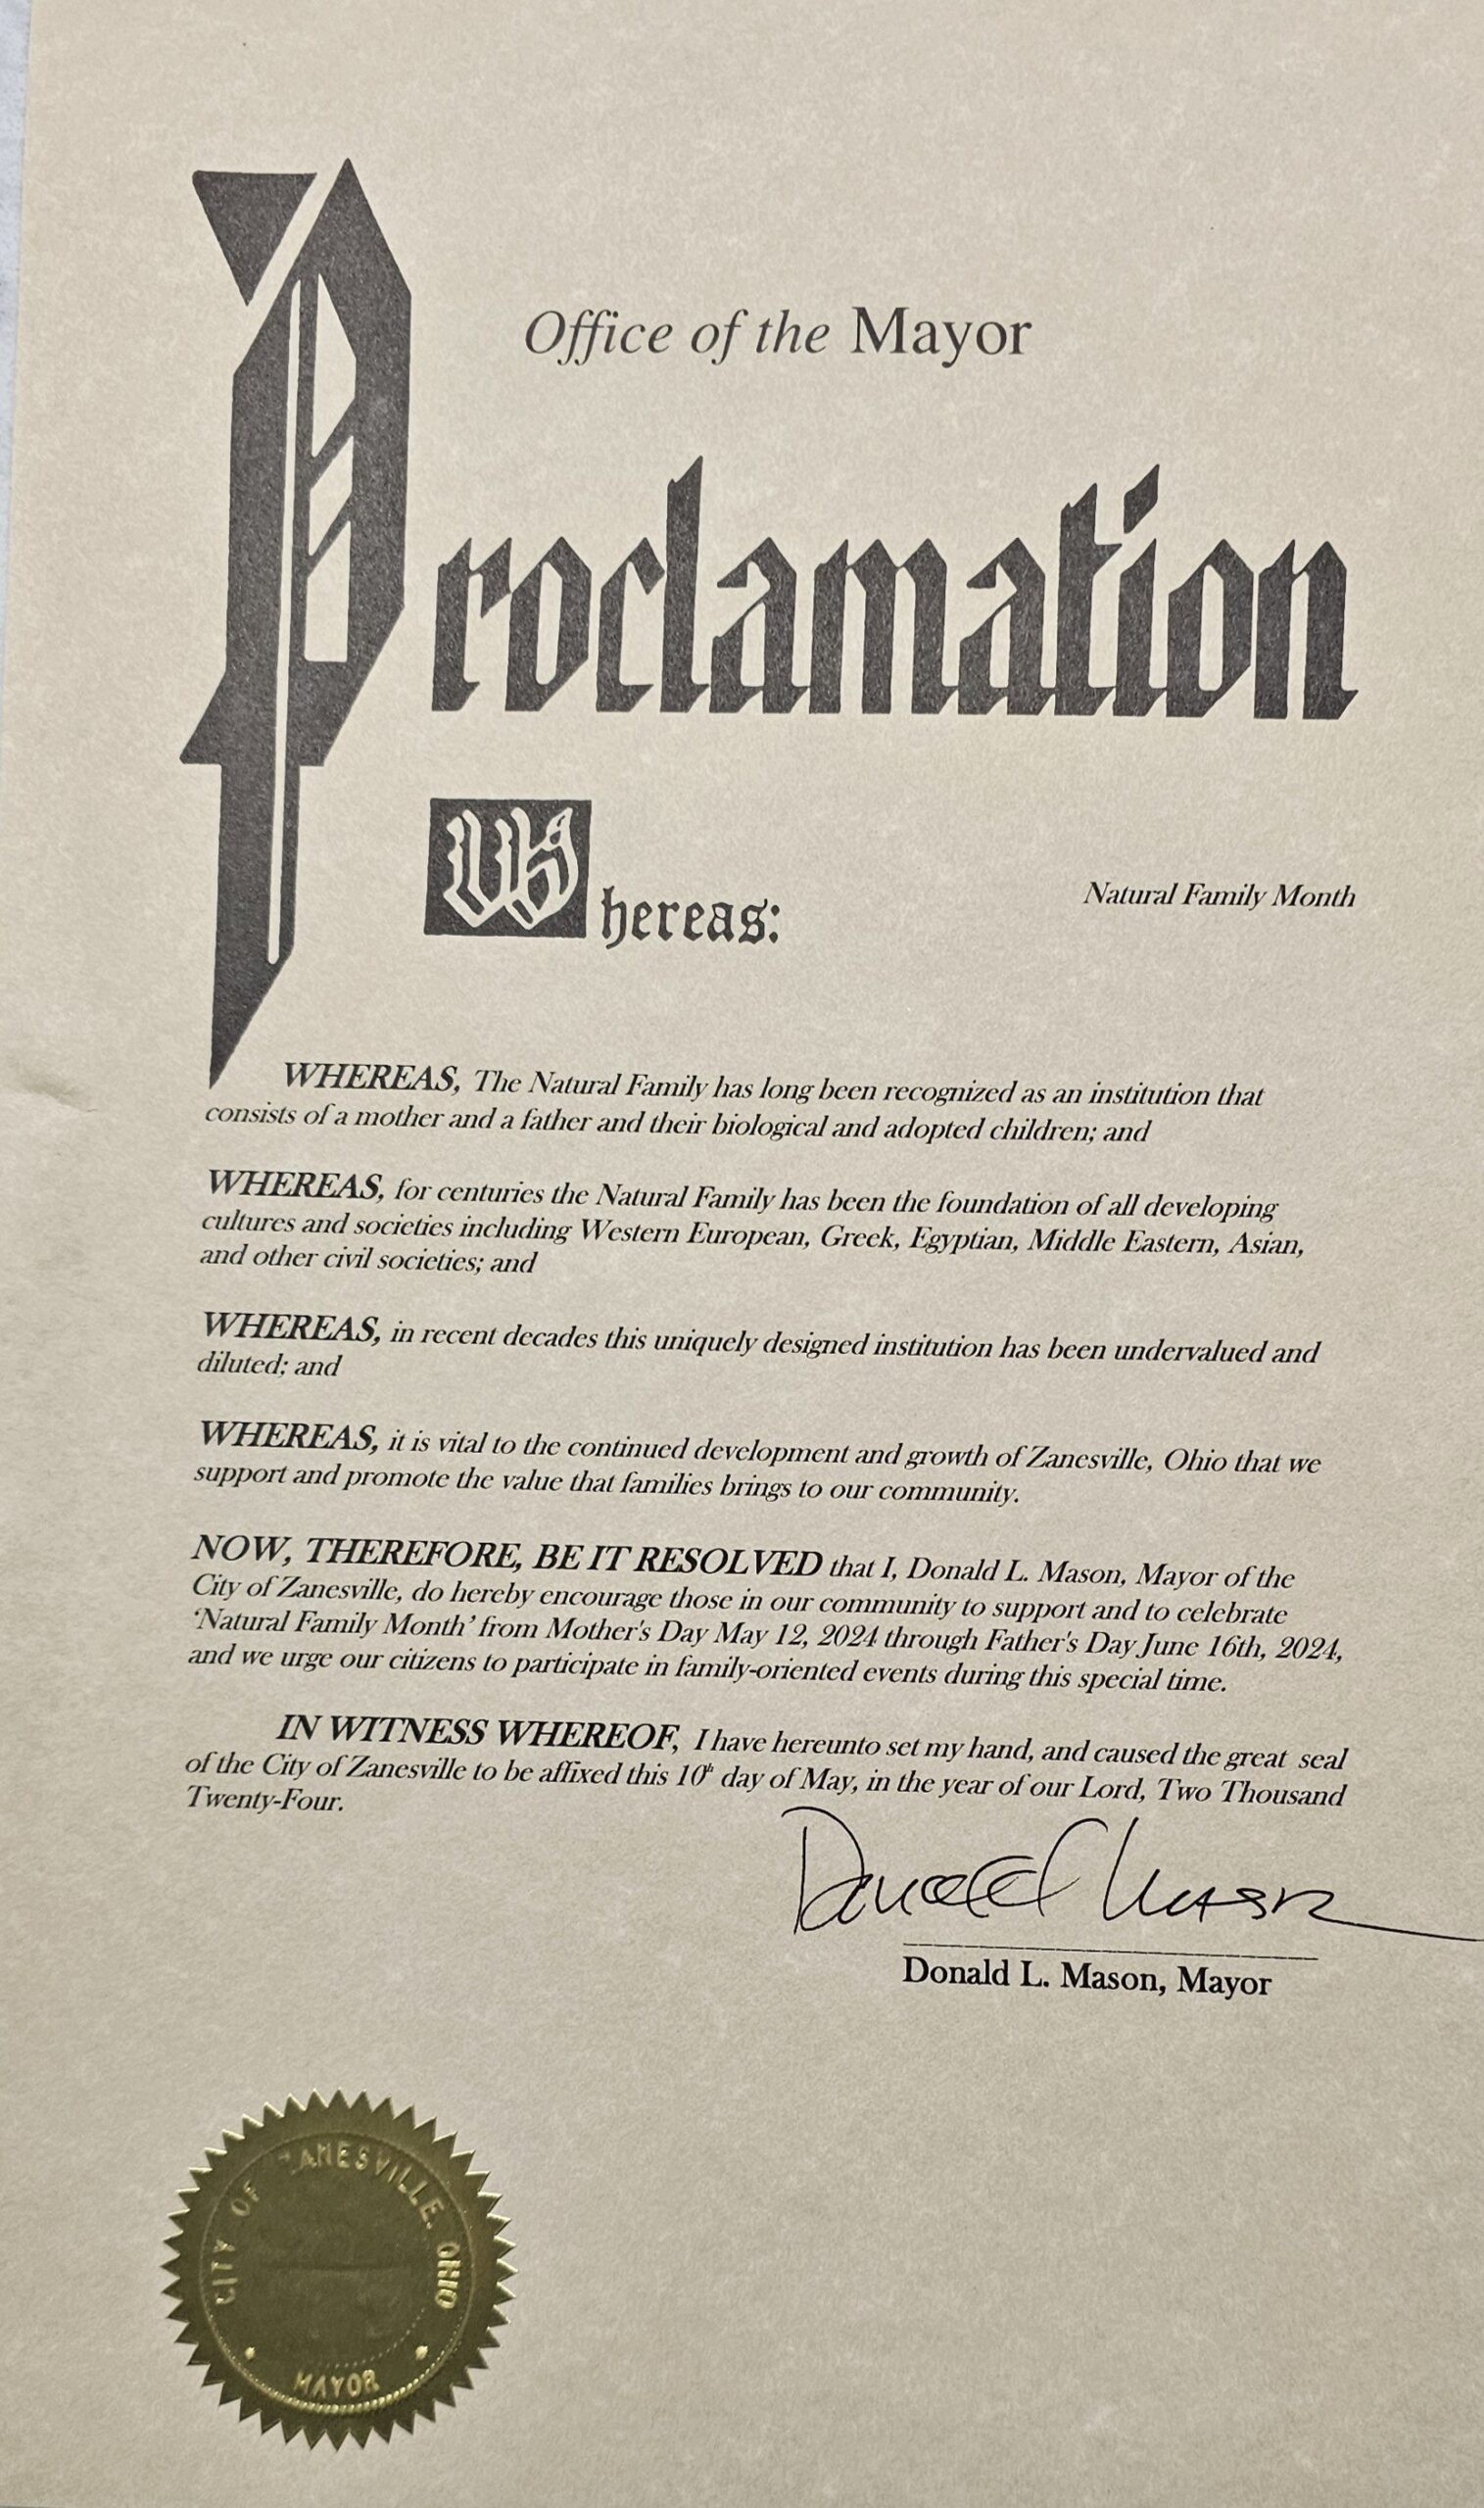 Office of the Mayor
Proclamation
Whereas:
Natural Family Month
WHEREAS, The Natural Family has long been recognized as an institution that
consists of a mother and a father and their biological and adopted children; and
WHEREAS, for centuries the Natural Family has been the foundation of all developing
cultures and societies including Western European, Greek, Egyptian, Middle Eastern, Asian,
and other civil societies; and
WHEREAS, in recent decades this uniquely designed institution has been undervalued and
diluted; and
WHEREAS, it is vital to the continued development and growth of Zanesville, Ohio that we
support and promote the value that families brings to our community.
NOW, THEREFORE, BE IT RESOLVED that I, Donald L. Mason, Mayor of the
City of Zanesville, do hereby encourage those in our community to support and to celebrate
‘Natural Family Month’ from Mother's Day May 12, 2024 through Father's Day June 16th, 2024,
and we urge our citizens to participate in family-oriented events during this special time.
IN WITNESS WHEREOF, I have hereunto set my hand, and caused the great seal
of the City of Zanesville to be affixed this 10th day of May, in the year of our Lord, Two Thousand
Twenty-Four.
Donald L Mason
Donald L. Mason, Mayor
CITY OF ZANESVILLE, OHIO
MAYOR